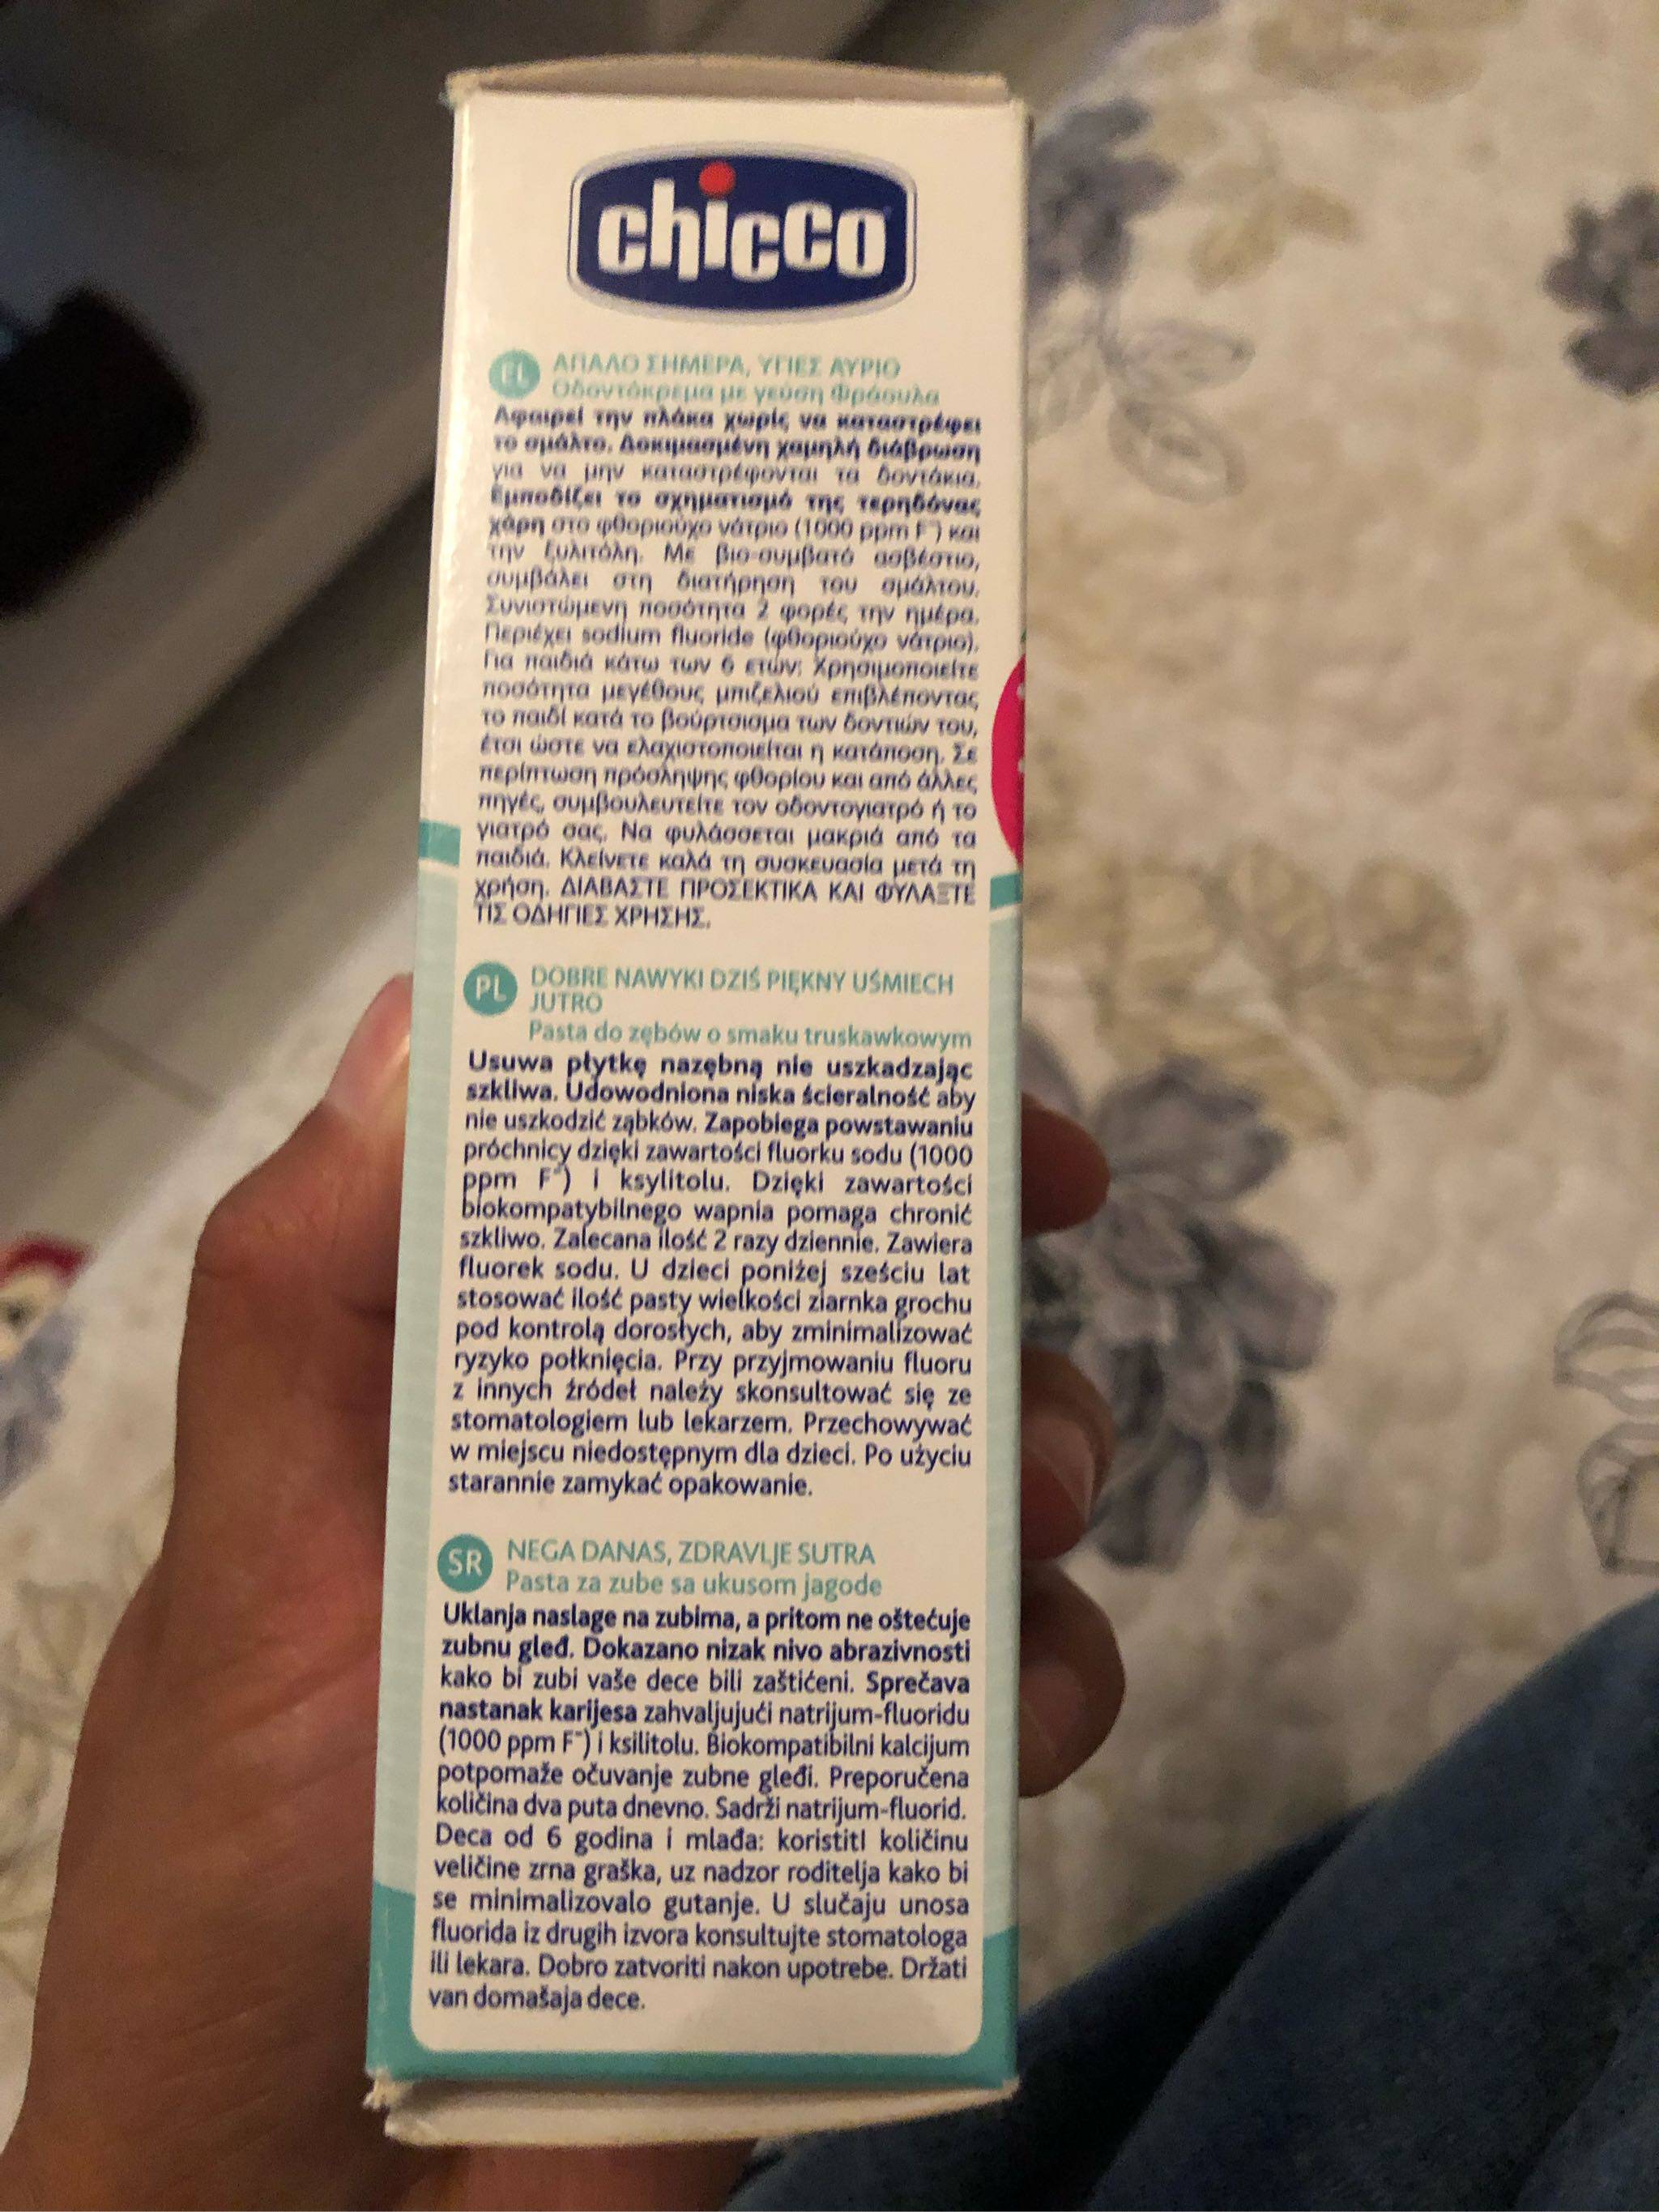 chicco
EL ΑΠΑΛΟ ΣΗΜΕΡΑ, ΥΓΙΕΣ ΑΥΡΙΟ
Οδοντόκρεμα με γεύση Φράουλα
Αφαιρεί την πλάκα χωρίς να καταστρέφει
το σμάλτο. Δοκιμασμένη χαμηλή διάβρωση
για να μην καταστρέφονται τα δοντάκια.
Εμποδίζει το σχηματισμό της τερηδόνας
χάρη στο φθοριούχο νάτριο (1000 ppm F⁻) και
την ξυλιτόλη. Με βιο-συμβατό ασβέστιο,
συμβάλει στη διατήρηση του σμάλτου.
Συνιστώμενη ποσότητα 2 φορές την ημέρα.
Περιέχει sodium fluoride (φθοριούχο νάτριο).
Για παιδιά κάτω των 6 ετών: Χρησιμοποιείτε
ποσότητα μεγέθους μπιζελιού επιβλέποντας
το παιδί κατά το βούρτσισμα των δοντιών του,
έτσι ώστε να ελαχιστοποιείται η κατάποση. Σε
περίπτωση πρόσληψης φθορίου και από άλλες
πηγές, συμβουλευτείτε τον οδοντογιατρό ή το
γιατρό σας. Να φυλάσσεται μακριά από τα
παιδιά. Κλείνετε καλά τη συσκευασία μετά τη
χρήση. ΔΙΑΒΑΣΤΕ ΠΡΟΣΕΚΤΙΚΑ ΚΑΙ ΦΥΛΑΞΤΕ
ΤΙΣ ΟΔΗΓΙΕΣ ΧΡΗΣΗΣ.
PL DOBRE NAWYKI DZIŚ PIĘKNY UŚMIECH
JUTRO
Pasta do zębów o smaku truskawkowym
Usuwa płytkę nazębną nie uszkadzając
szkliwa. Udowodniona niska ścieralność aby
nie uszkodzić ząbków. Zapobiega powstawaniu
próchnicy dzięki zawartości fluorku sodu (1000
ppm F⁻) i ksylitolu. Dzięki zawartości
biokompatybilnego wapnia pomaga chronić
szkliwo. Zalecana ilość 2 razy dziennie. Zawiera
fluorek sodu. U dzieci poniżej sześciu lat
stosować ilość pasty wielkości ziarnka grochu
pod kontrolą dorosłych, aby zminimalizować
ryzyko połknięcia. Przy przyjmowaniu fluoru
z innych źródeł należy skonsultować się ze
stomatologiem lub lekarzem. Przechowywać
w miejscu niedostępnym dla dzieci. Po użyciu
starannie zamykać opakowanie.
SR NEGA DANAS, ZDRAVLJE SUTRA
Pasta za zube sa ukusom jagode
Uklanja naslage na zubima, a pritom ne oštećuje
zubnu gleđ. Dokazano nizak nivo abrazivnosti
kako bi zubi vaše dece bili zaštićeni. Sprečava
nastanak karijesa zahvaljujući natrijum-fluoridu
(1000 ppm F⁻) i ksilitolu. Biokompatibilni kalcijum
potpomaže očuvanje zubne gleđi. Preporučena
količina dva puta dnevno. Sadrži natrijum-fluorid.
Deca od 6 godina i mlađa: koristitI količinu
veličine zrna graška, uz nadzor roditelja kako bi
se minimalizovalo gutanje. U slučaju unosa
fluorida iz drugih izvora konsultujte stomatologa
ili lekara. Dobro zatvoriti nakon upotrebe. Držati
van domašaja dece.